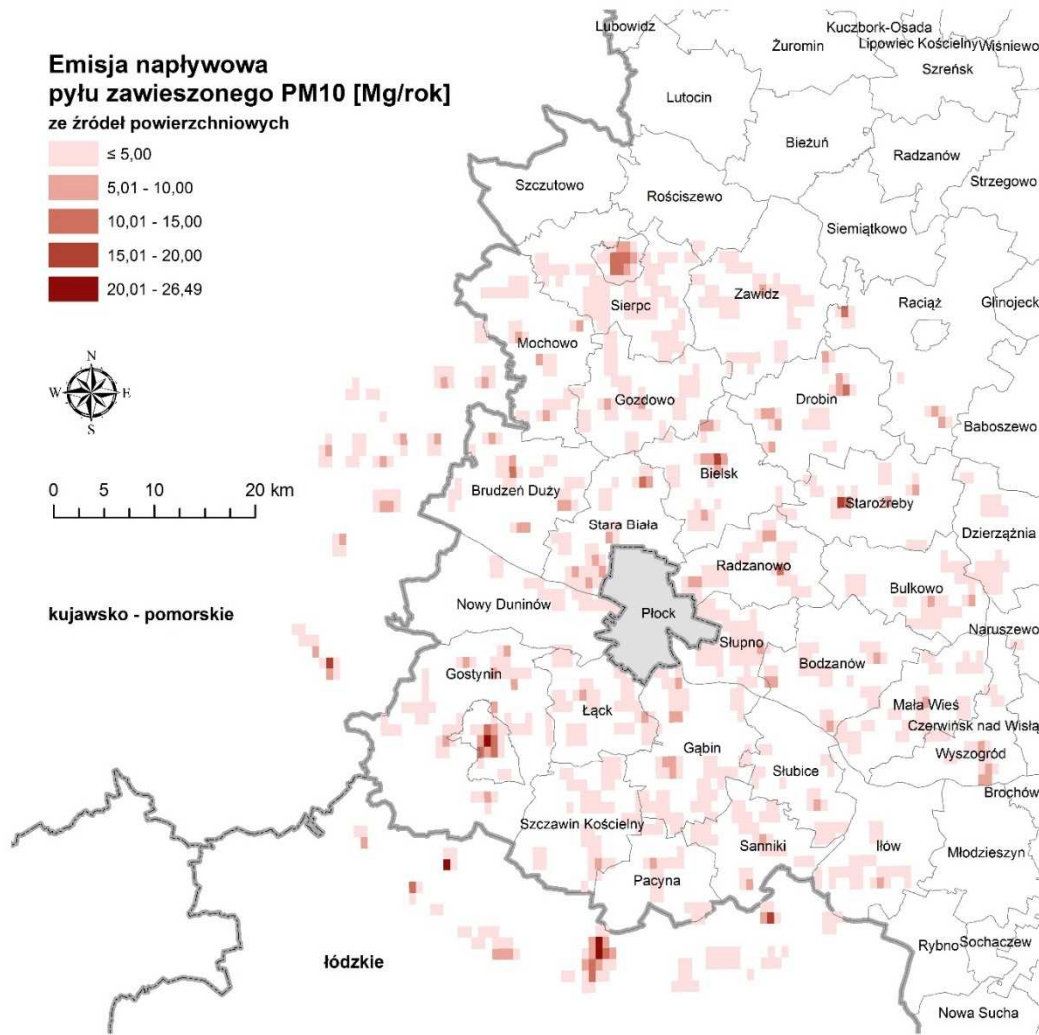 Emisja napływowa
pyłu zawieszonego PM10 [Mg/rok]
ze źródeł powierzchniowych
≤ 5,00
5,01 - 10,00
10,01 - 15,00
15,01 - 20,00
20,01 - 26,49
N
W E
S
0 5 10 20 km
Lubowidz
Kuczbork-Osada
Żuromin
Lipowiec Kościelny
Wiśniewo
Szreńsk
Lutocin
Bieżuń
Radzanów
Strzegowo
Szczutowo
Rościszewo
Siemiątkowo
Sierpc
Zawidz
Raciąż
Glinojeck
Mochowo
Gozdowo
Drobin
Baboszewo
Brudzeń Duży
Bielsk
Staroźreby
Stara Biała
Dzierzążnia
Radzanowo
Bulkowo
Nowy Duninów
Płock
kujawsko - pomorskie
Słupno
Naruszewo
Bodzanów
Gostynin
Łąck
Mała Wieś
Czerwińsk nad Wisłą
Gąbin
Wyszogród
Słubice
Brochów
Szczawin Kościelny
Sanniki
Iłów
Młodzieszyn
Pacyna
łódzkie
Rybno
Sochaczew
Nowa Sucha